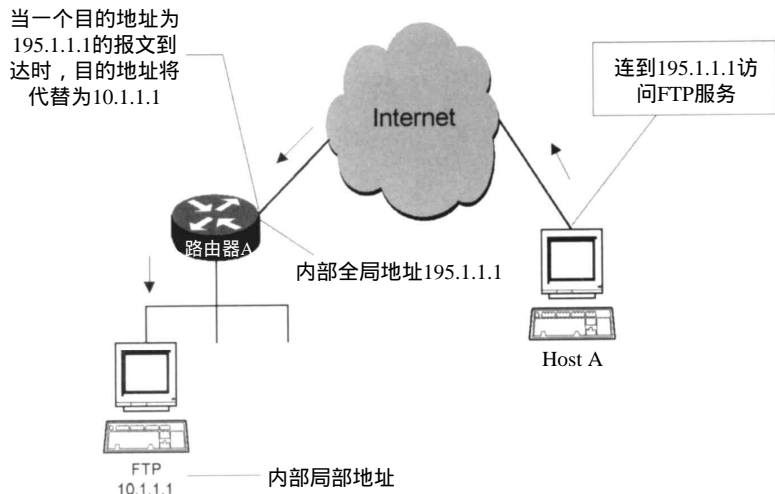 当一个目的地址为
195.1.1.1的报文到
达时，目的地址将
代替为10.1.1.1
Internet
连到195.1.1.1访
问FTP服务
路由器A
内部全局地址195.1.1.1
Host A
FTP
10.1.1.1
内部局部地址